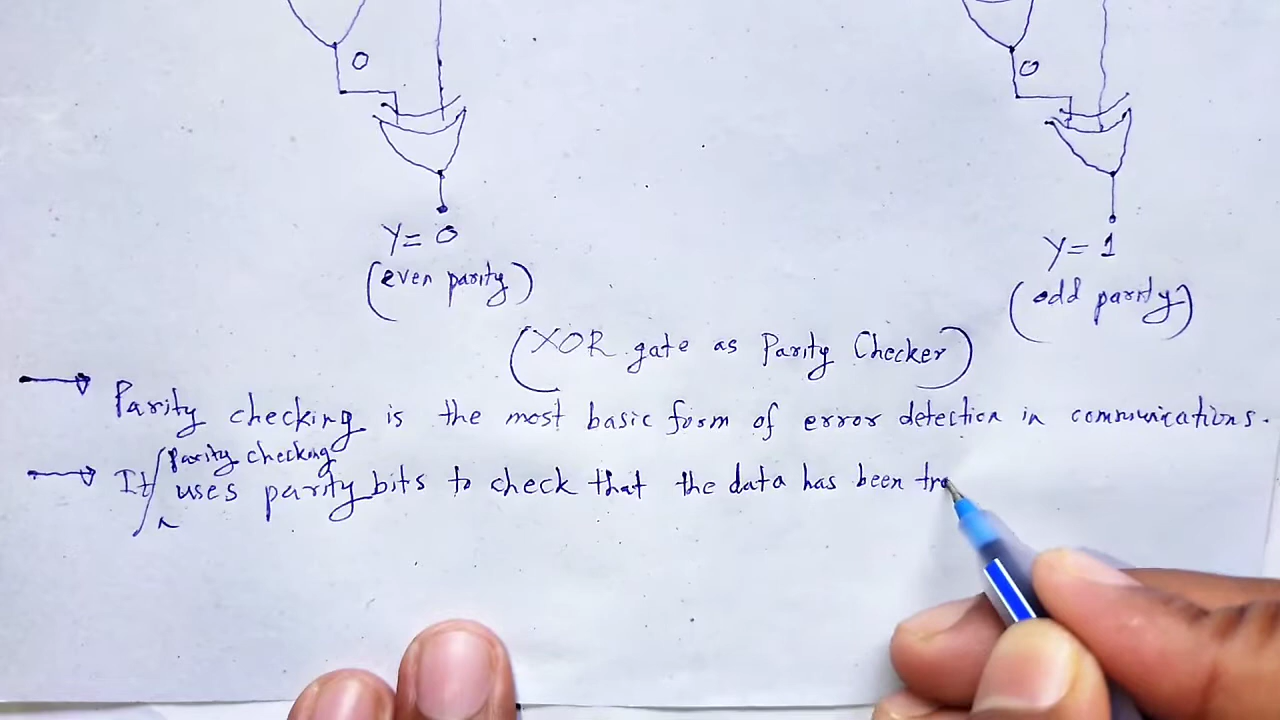 0 0
Y = 0 Y = 1
(even parity) (odd parity)
(XOR gate as Parity Checker)
Parity checking is the most basic form of error detection in communications.
Parity checking
It uses parity bits to check that the data has been tra